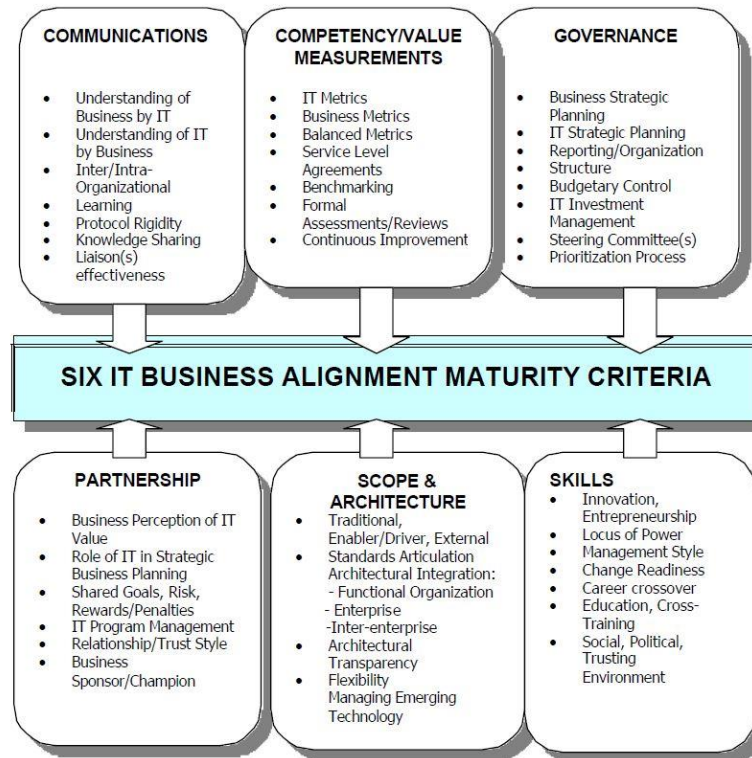 COMMUNICATIONS
• Understanding of
Business by IT
• Understanding of IT
by Business
• Inter/Intra-
Organizational
• Learning
• Protocol Rigidity
• Knowledge Sharing
• Liaison(s)
effectiveness
COMPETENCY/VALUE
MEASUREMENTS
• IT Metrics
• Business Metrics
• Balanced Metrics
• Service Level
Agreements
• Benchmarking
• Formal
Assessments/Reviews
• Continuous Improvement
GOVERNANCE
• Business Strategic
Planning
• IT Strategic Planning
• Reporting/Organization
• Structure
• Budgetary Control
• IT Investment
Management
• Steering Committee(s)
• Prioritization Process
SIX IT BUSINESS ALIGNMENT MATURITY CRITERIA
PARTNERSHIP
• Business Perception of IT
Value
• Role of IT in Strategic
Business Planning
• Shared Goals, Risk,
Rewards/Penalties
• IT Program Management
• Relationship/Trust Style
• Business
Sponsor/Champion
SCOPE &
ARCHITECTURE
• Traditional,
Enabler/Driver, External
• Standards Articulation
Architectural Integration:
- Functional Organization
- Enterprise
-Inter-enterprise
• Architectural
Transparency
• Flexibility
Managing Emerging
Technology
SKILLS
• Innovation,
Entrepreneurship
• Locus of Power
• Management Style
• Change Readiness
• Career crossover
• Education, Cross-
Training
• Social, Political,
Trusting
Environment